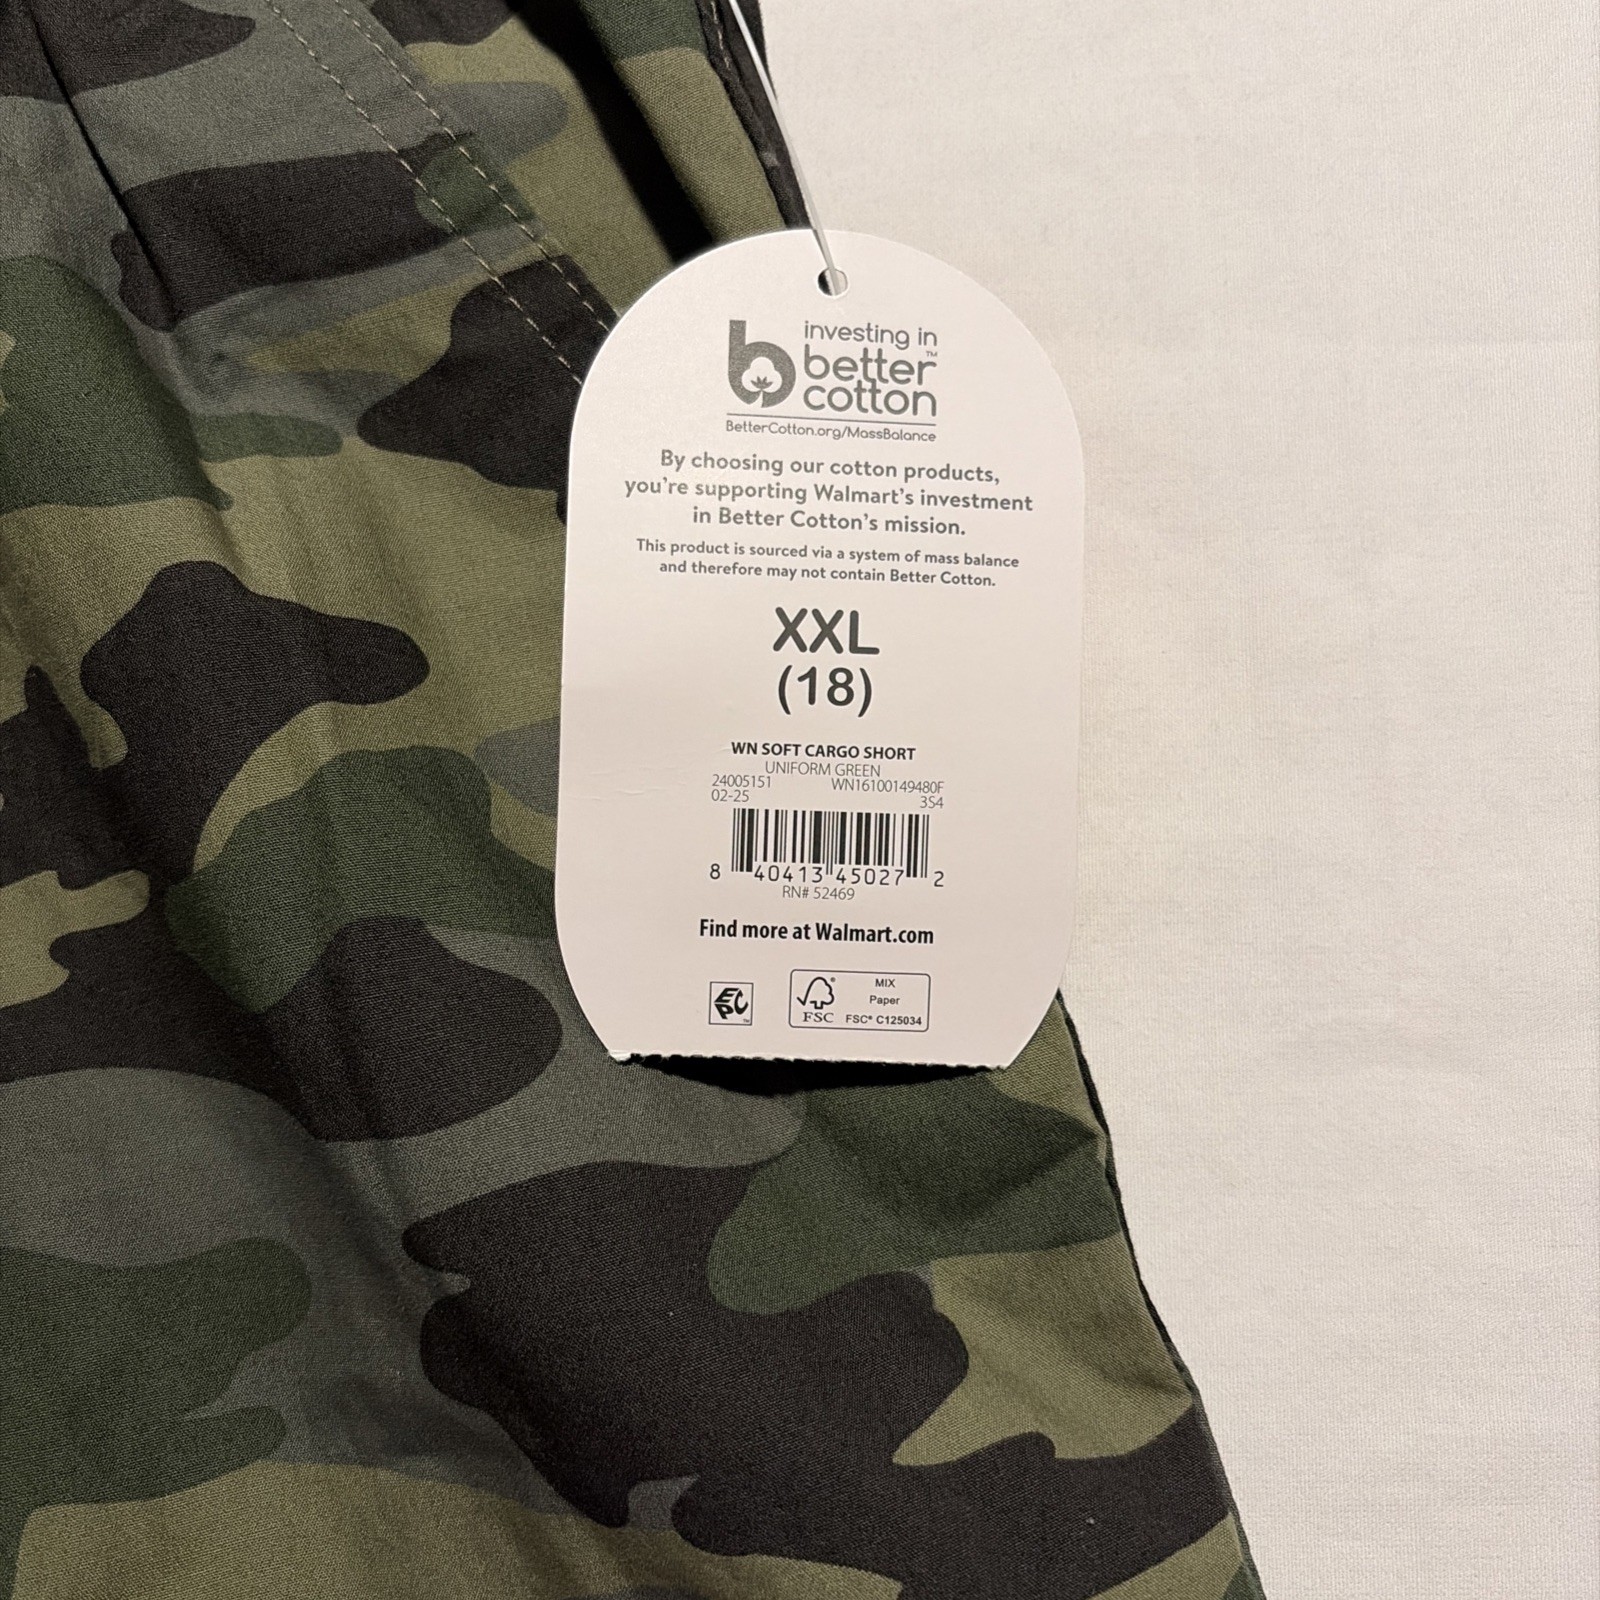 investing in
better™
cotton
BetterCotton.org/MassBalance
By choosing our cotton products,
you're supporting Walmart's investment
in Better Cotton's mission.
This product is sourced via a system of mass balance
and therefore may not contain Better Cotton.
XXL
(18)
WN SOFT CARGO SHORT
UNIFORM GREEN
24005151 WN16100149480F
02-25 3S4
8 40413 45027 2
RN# 52469
Find more at Walmart.com
EPC™
MIX
Paper
FSC FSC® C125034